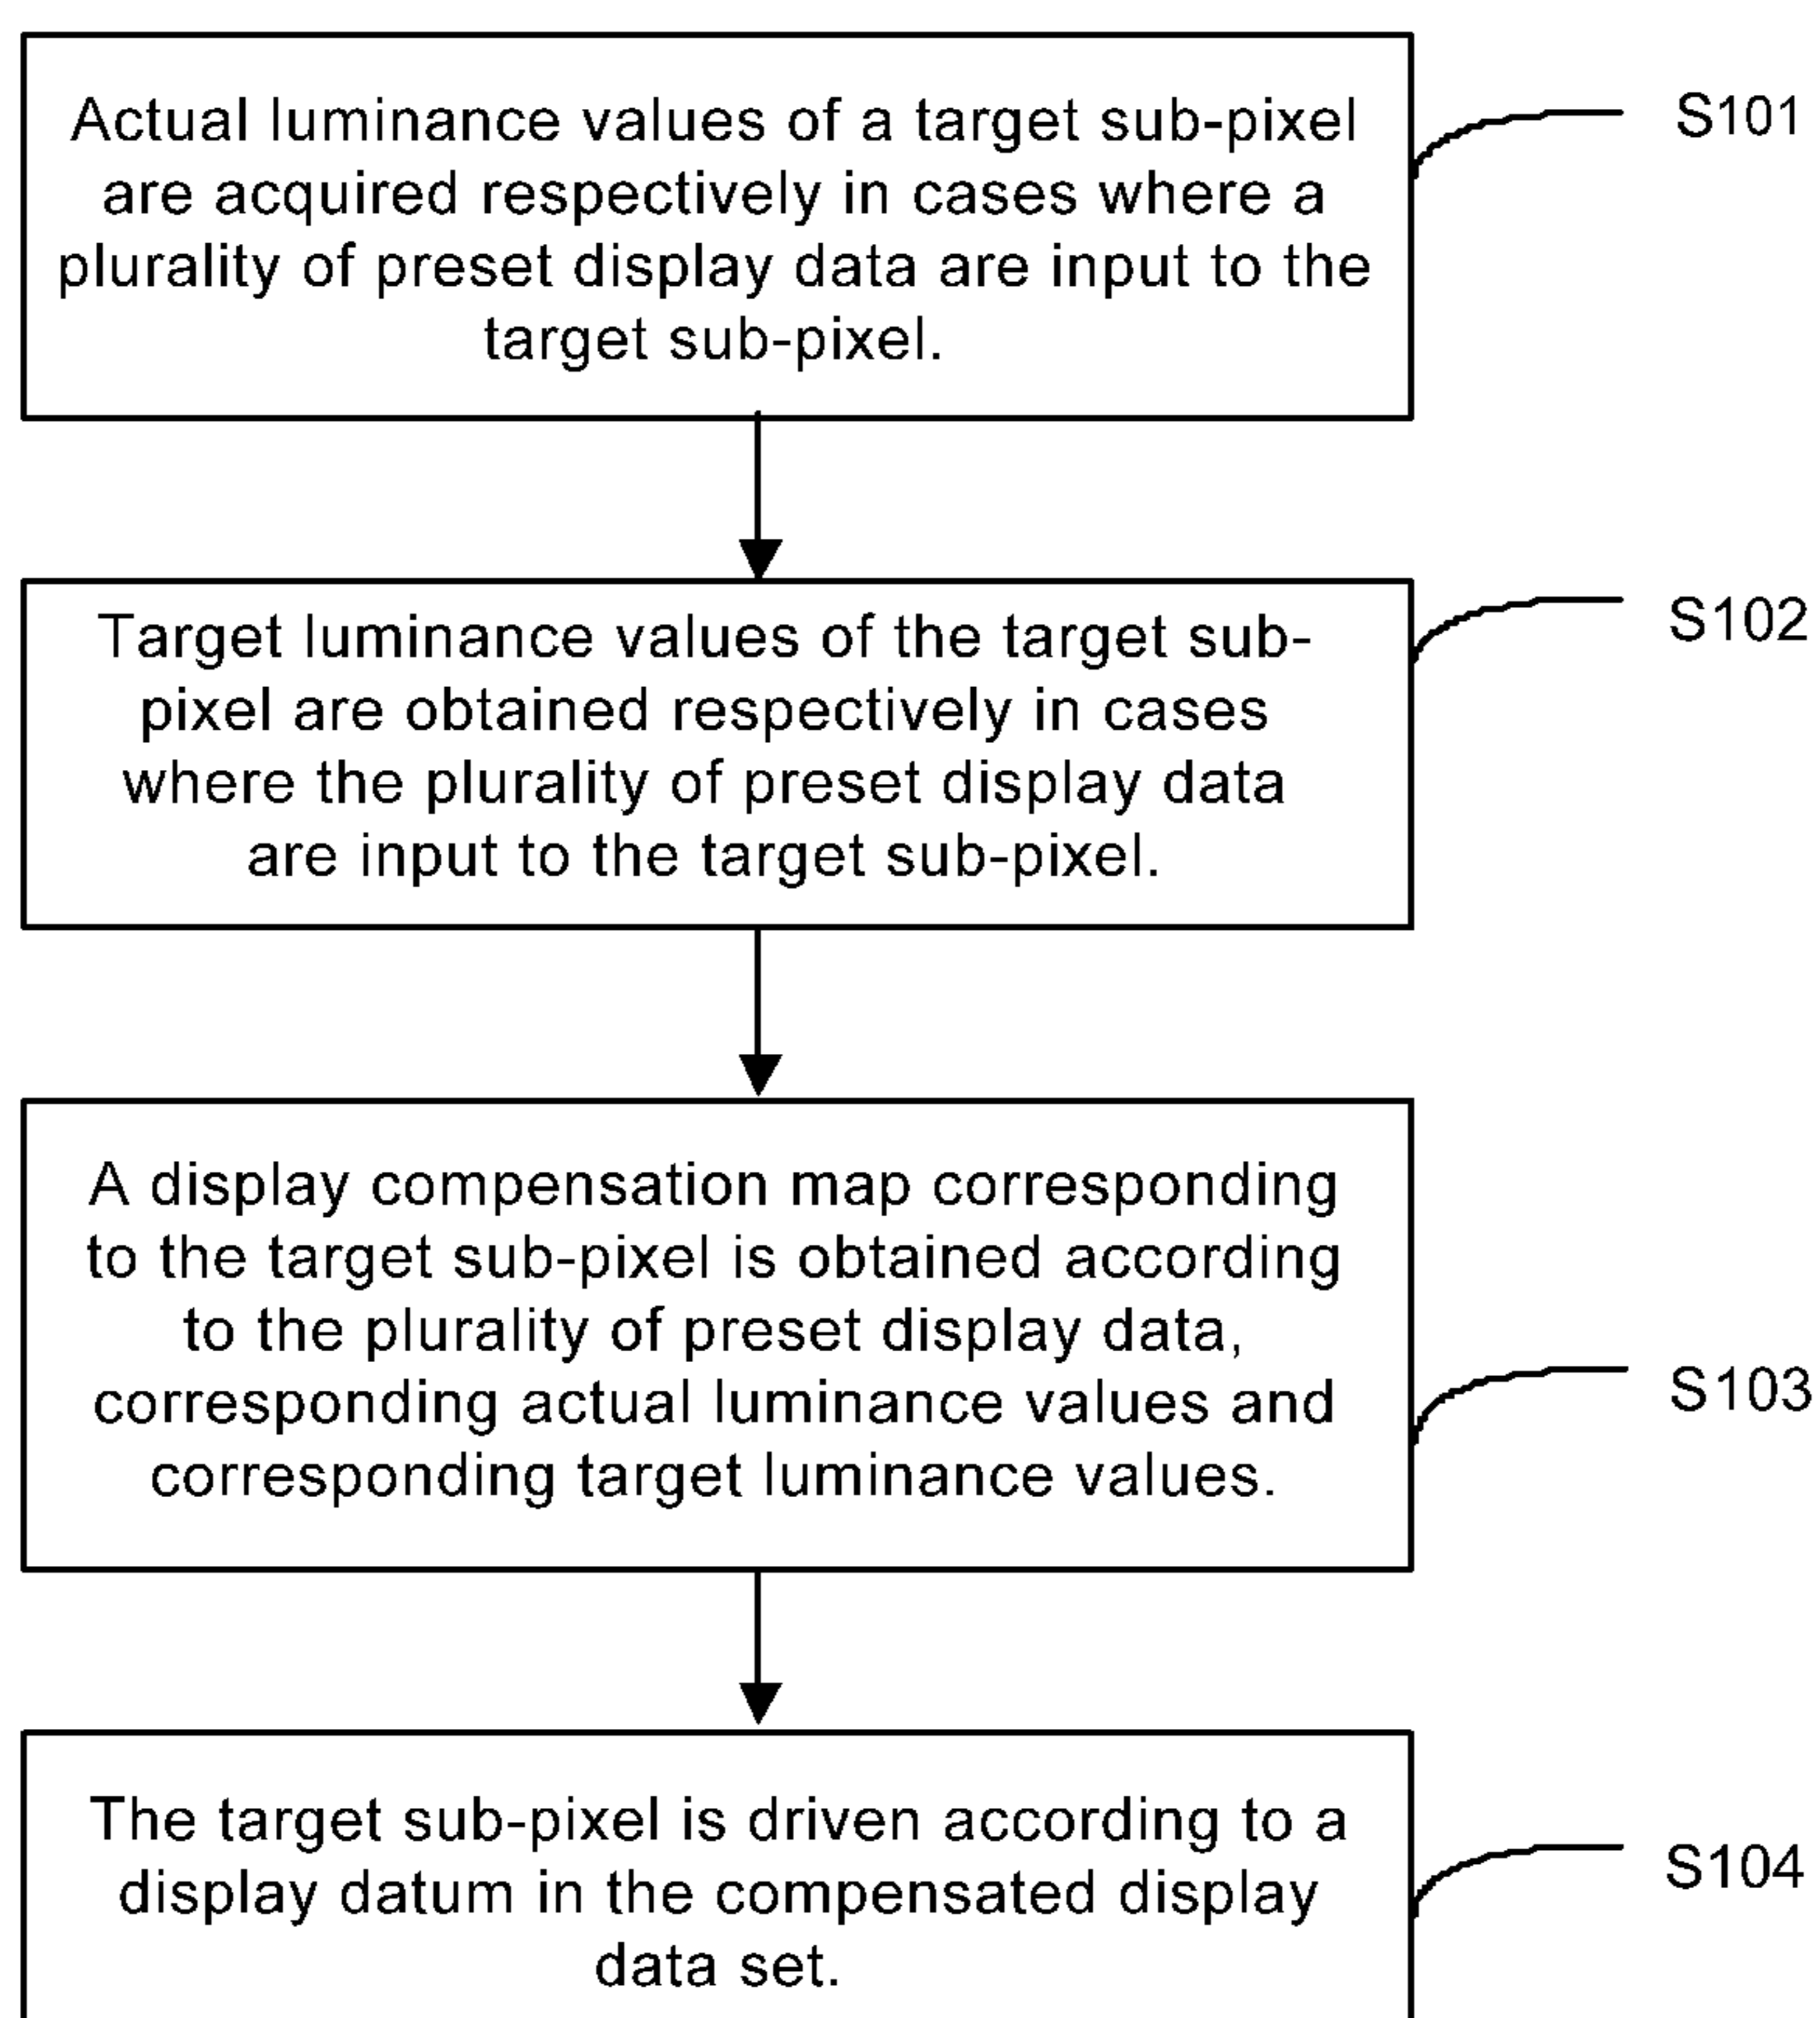 Actual luminance values of a target sub-pixel
are acquired respectively in cases where a
plurality of preset display data are input to the
target sub-pixel.
S101
Target luminance values of the target sub-
pixel are obtained respectively in cases
where the plurality of preset display data
are input to the target sub-pixel.
S102
A display compensation map corresponding
to the target sub-pixel is obtained according
to the plurality of preset display data,
corresponding actual luminance values and
corresponding target luminance values.
S103
The target sub-pixel is driven according to a
display datum in the compensated display
data set.
S104